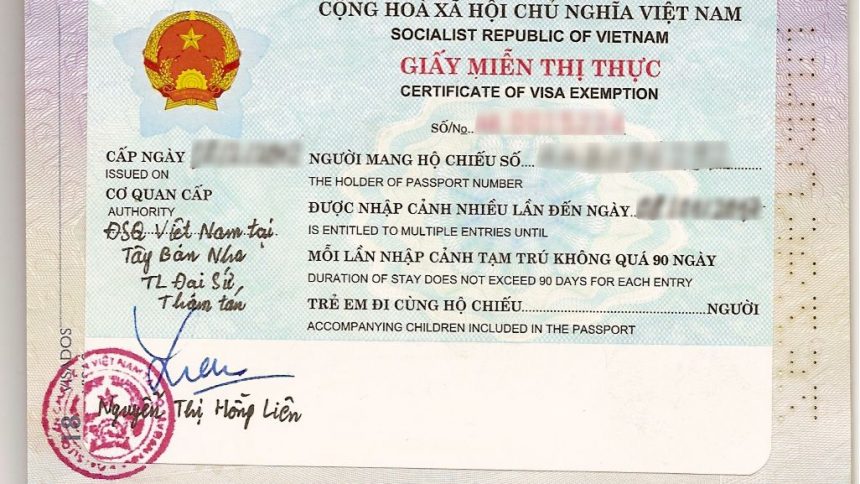 CỘNG HOÀ XÃ HỘI CHỦ NGHĨA VIỆT NAM
SOCIALIST REPUBLIC OF VIETNAM
GIẤY MIỄN THỊ THỰC
CERTIFICATE OF VISA EXEMPTION
SỐ/No..
CẤP NGÀY
ISSUED ON
CƠ QUAN CẤP
AUTHORITY
ĐSQ Việt Nam tại
Tây Ban Nha
TL Đại Sứ,
Tham tán
Nguyễn Thị Hồng Liên
NGƯỜI MANG HỘ CHIẾU SỐ....
THE HOLDER OF PASSPORT NUMBER
ĐƯỢC NHẬP CẢNH NHIỀU LẦN ĐẾN NGÀY..
IS ENTITLED TO MULTIPLE ENTRIES UNTIL
MỖI LẦN NHẬP CẢNH TẠM TRÚ KHÔNG QUÁ 90 NGÀY
DURATION OF STAY DOES NOT EXCEED 90 DAYS FOR EACH ENTRY
TRẺ EM ĐI CÙNG HỘ CHIẾU........................................NGƯỜI
ACCOMPANYING CHILDREN INCLUDED IN THE PASSPORT
VISADOS
18